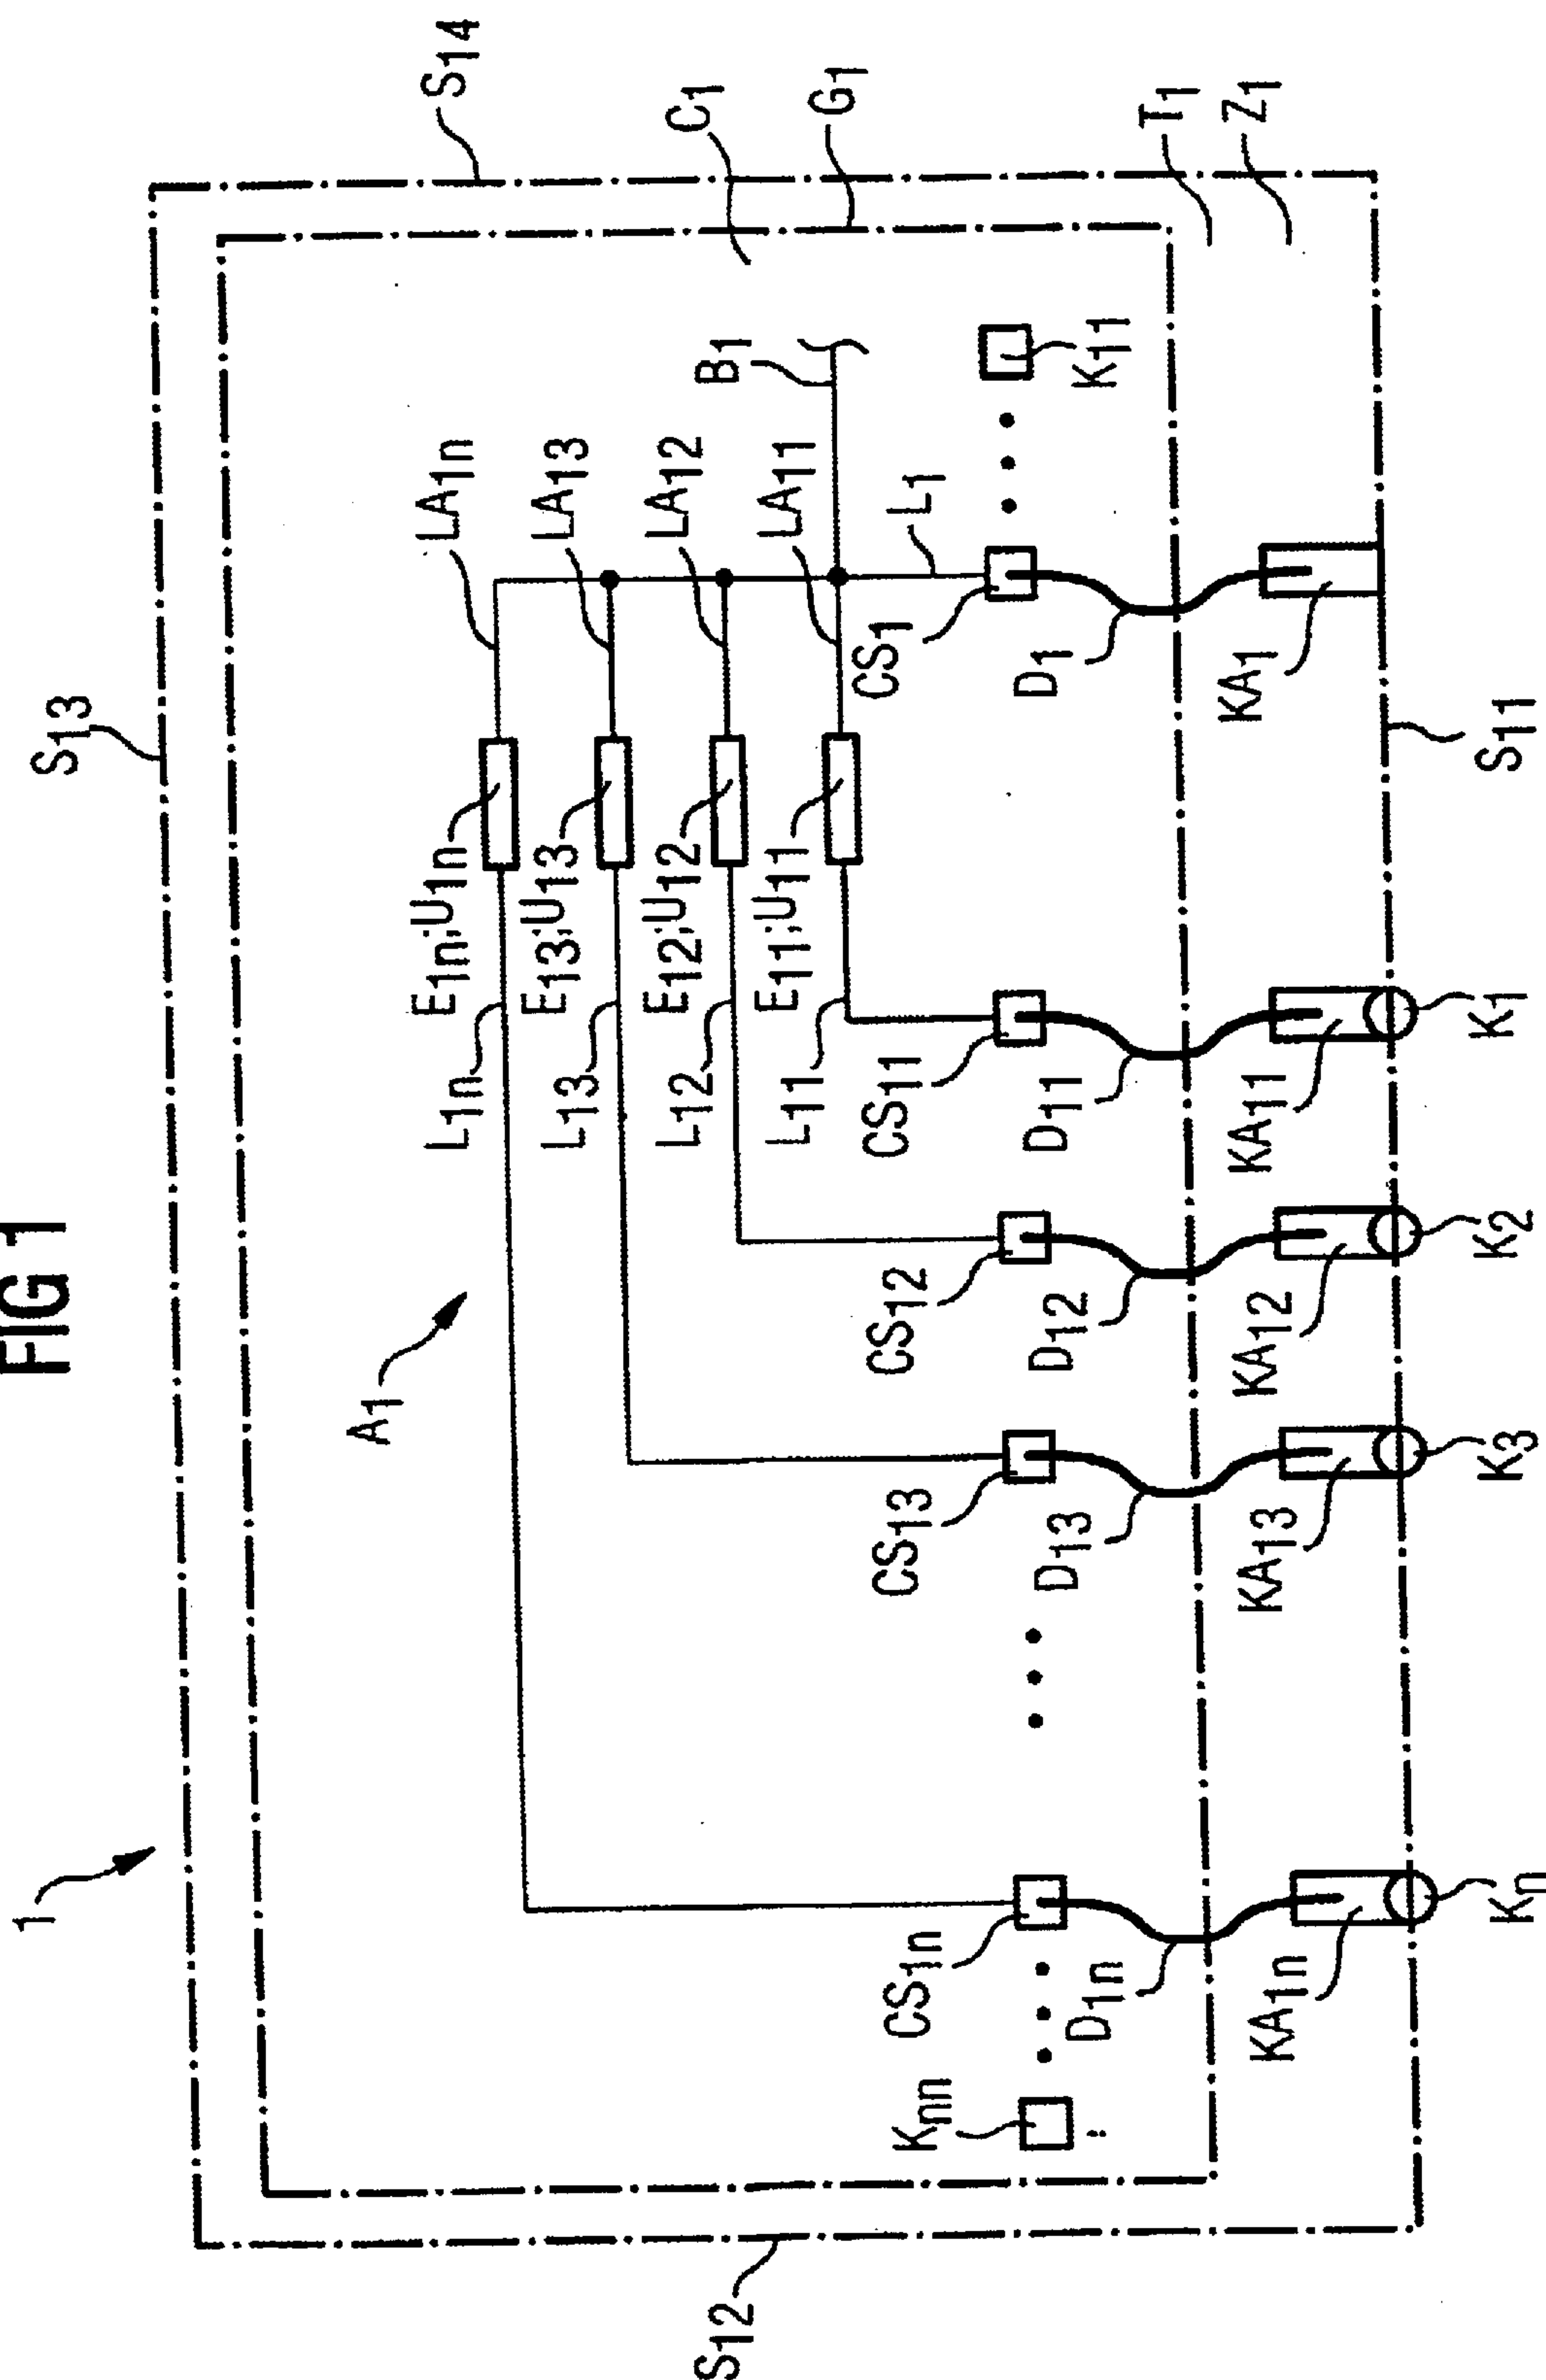 FIG 1
1
S12
S13
S14
A1
C1
G1
T1
Z1
B1
LA1n
LA13
LA12
LA11
E1n;U1n
E13;U13
E12;U12
E11;U11
L1n
L13
L12
L11
L1
Knn
CS1n
CS13
CS12
CS11
CS1
K11
D1n
D13
D12
D11
D1
KA1n
KA13
KA12
KA11
KA1
Kn
K3
K2
K1
S11